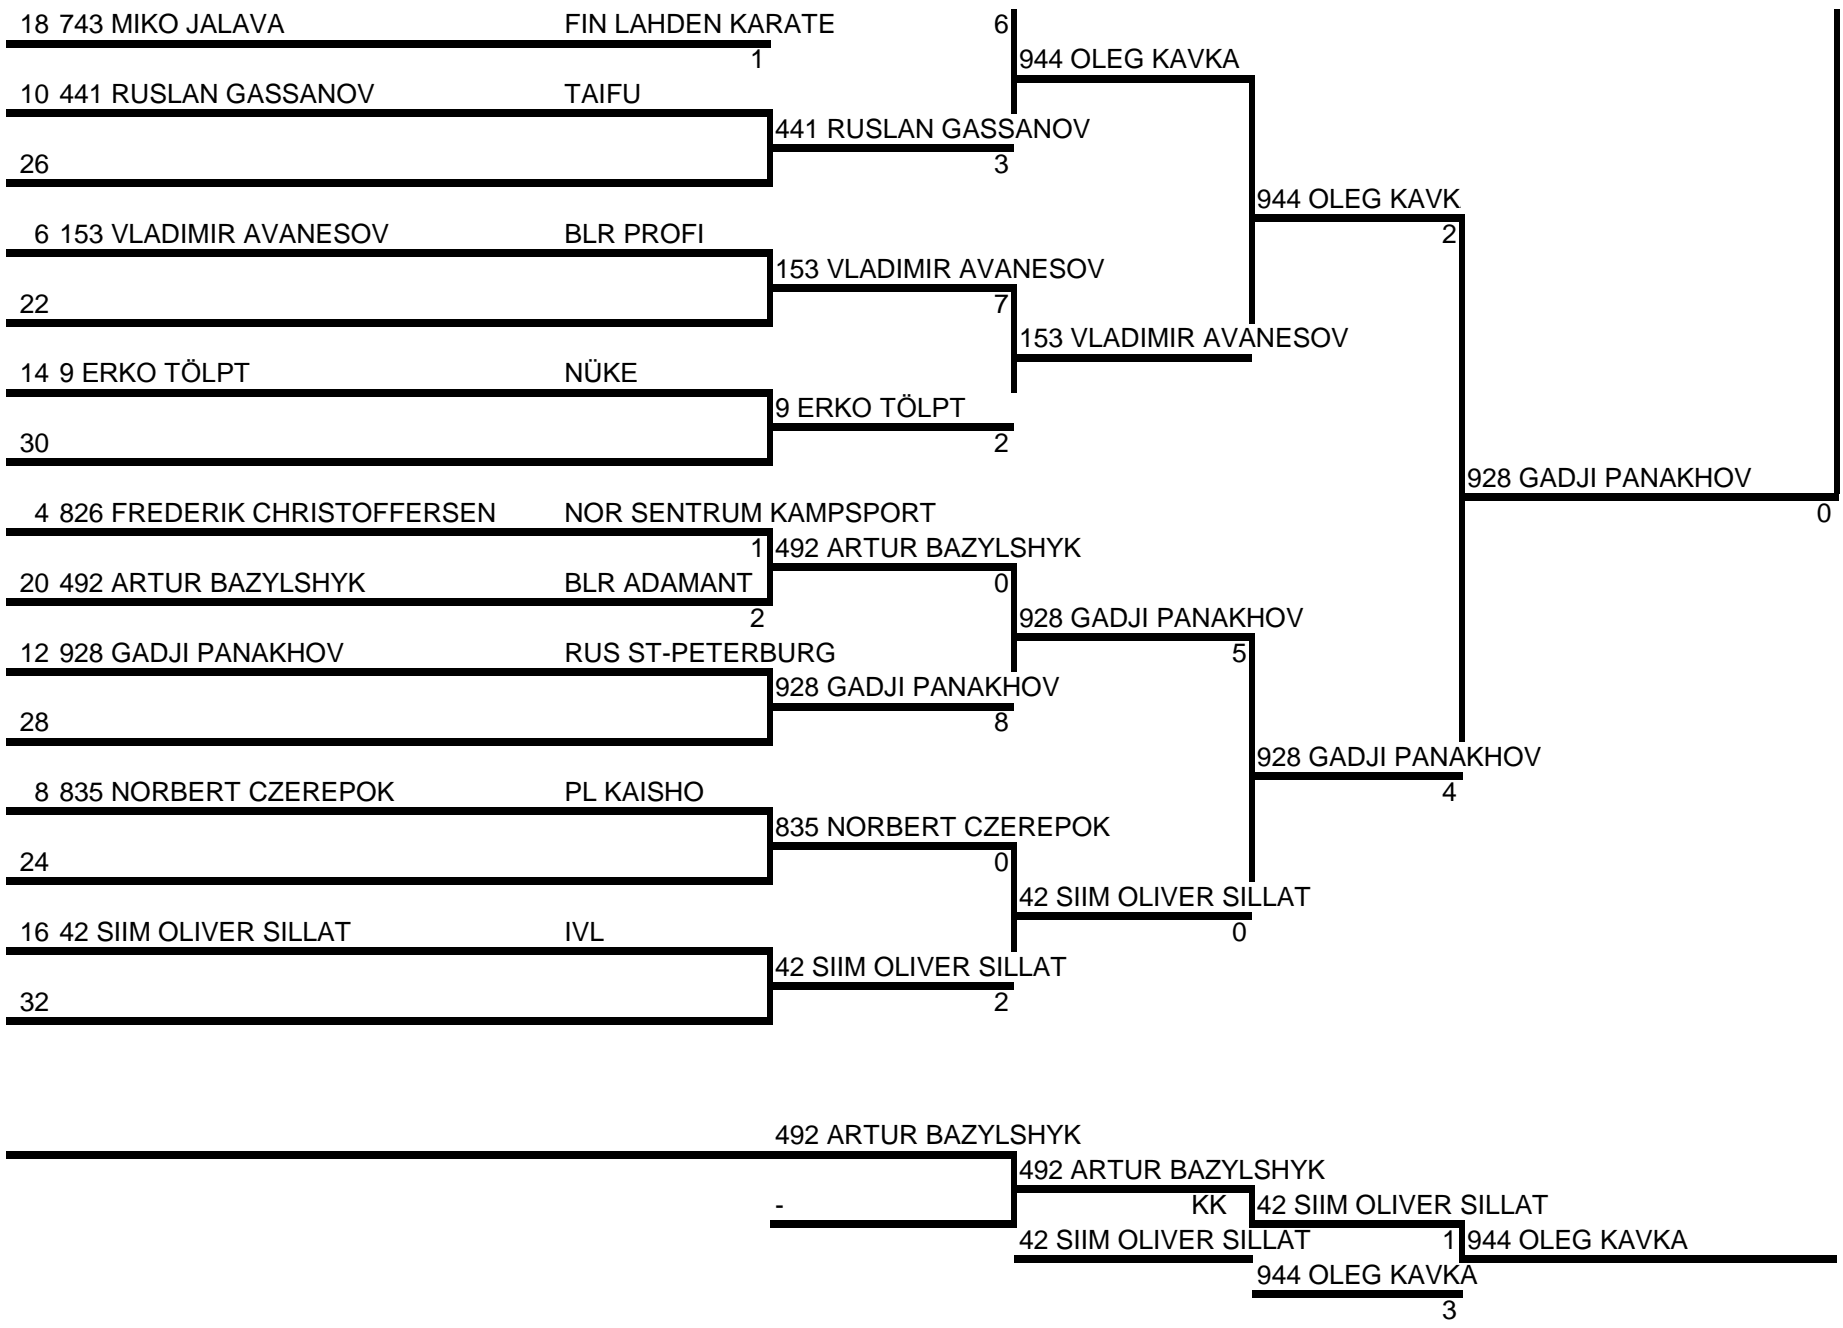 18 743 MIKO JALAVA FIN LAHDEN KARATE 6
1
944 OLEG KAVKA
10 441 RUSLAN GASSANOV TAIFU
441 RUSLAN GASSANOV
26 3
944 OLEG KAVK
6 153 VLADIMIR AVANESOV BLR PROFI 2
153 VLADIMIR AVANESOV
22 7
153 VLADIMIR AVANESOV
14 9 ERKO TÖLPT NÜKE
9 ERKO TÖLPT
30 2
928 GADJI PANAKHOV
4 826 FREDERIK CHRISTOFFERSEN NOR SENTRUM KAMPSPORT 0
1 492 ARTUR BAZYLSHYK
20 492 ARTUR BAZYLSHYK BLR ADAMANT 0
2 928 GADJI PANAKHOV
12 928 GADJI PANAKHOV RUS ST-PETERBURG 5
928 GADJI PANAKHOV
28 8
928 GADJI PANAKHOV
8 835 NORBERT CZEREPOK PL KAISHO 4
835 NORBERT CZEREPOK
24 0
42 SIIM OLIVER SILLAT
16 42 SIIM OLIVER SILLAT IVL 0
42 SIIM OLIVER SILLAT
32 2
492 ARTUR BAZYLSHYK
492 ARTUR BAZYLSHYK
- KK 42 SIIM OLIVER SILLAT
42 SIIM OLIVER SILLAT 1 944 OLEG KAVKA
944 OLEG KAVKA
3